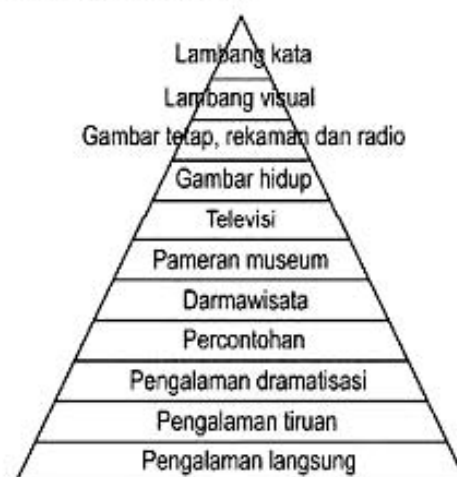 Lambang kata
Lambang visual
Gambar tetap, rekaman dan radio
Gambar hidup
Televisi
Pameran museum
Darmawisata
Percontohan
Pengalaman dramatisasi
Pengalaman tiruan
Pengalaman langsung